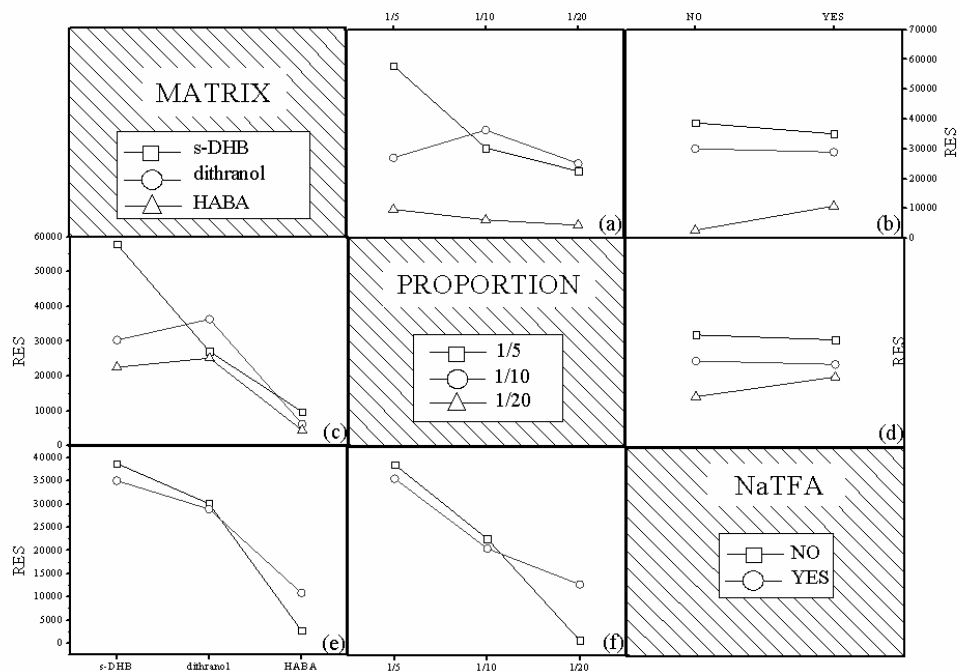 1/5 1/10 1/20 NO YES
MATRIX
s-DHB
dithranol
HABA
(a)
(b)
70000
60000
50000
40000
30000
20000
10000
0
RES
60000
50000
40000
30000
20000
10000
0
RES
(c)
PROPORTION
1/5
1/10
1/20
(d)
RES
40000
35000
30000
25000
20000
15000
10000
5000
0
RES
(e)
(f)
NaTFA
NO
YES
s-DHB dithranol HABA 1/5 1/10 1/20